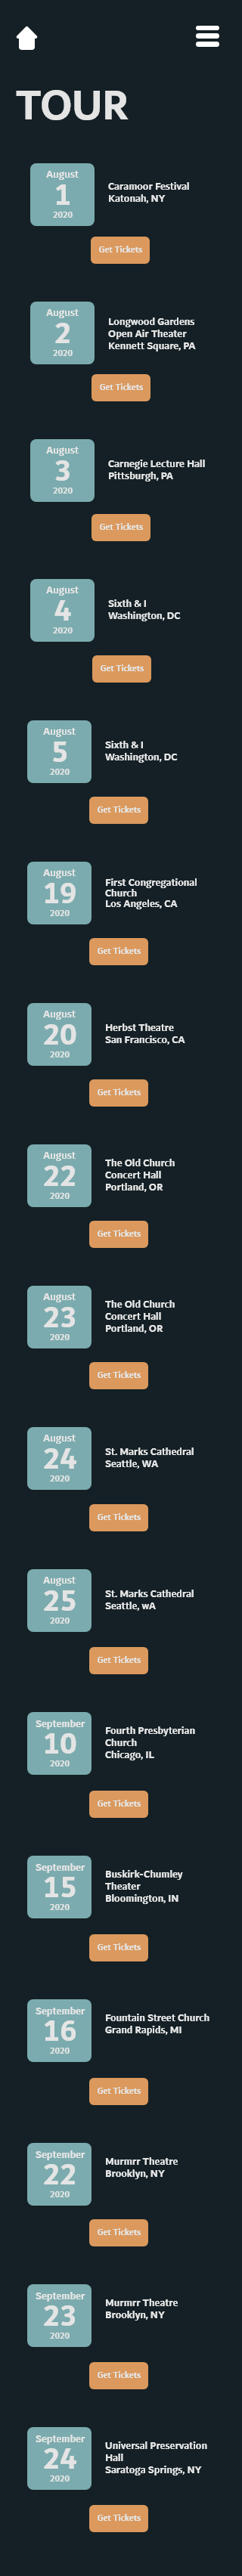 TOUR
August
1
2020
Caramoor Festival
Katonah, NY
Get Tickets
August
2
2020
Longwood Gardens
Open Air Theater
Kennett Square, PA
Get Tickets
August
3
2020
Carnegie Lecture Hall
Pittsburgh, PA
Get Tickets
August
4
2020
Sixth & I
Washington, DC
Get Tickets
August
5
2020
Sixth & I
Washington, DC
Get Tickets
August
19
2020
First Congregational
Church
Los Angeles, CA
Get Tickets
August
20
2020
Herbst Theatre
San Francisco, CA
Get Tickets
August
22
2020
The Old Church
Concert Hall
Portland, OR
Get Tickets
August
23
2020
The Old Church
Concert Hall
Portland, OR
Get Tickets
August
24
2020
St. Marks Cathedral
Seattle, WA
Get Tickets
August
25
2020
St. Marks Cathedral
Seattle, wA
Get Tickets
September
10
2020
Fourth Presbyterian
Church
Chicago, IL
Get Tickets
September
15
2020
Buskirk-Chumley
Theater
Bloomington, IN
Get Tickets
September
16
2020
Fountain Street Church
Grand Rapids, MI
Get Tickets
September
22
2020
Murmrr Theatre
Brooklyn, NY
Get Tickets
September
23
2020
Murmrr Theatre
Brooklyn, NY
Get Tickets
September
24
2020
Universal Preservation
Hall
Saratoga Springs, NY
Get Tickets